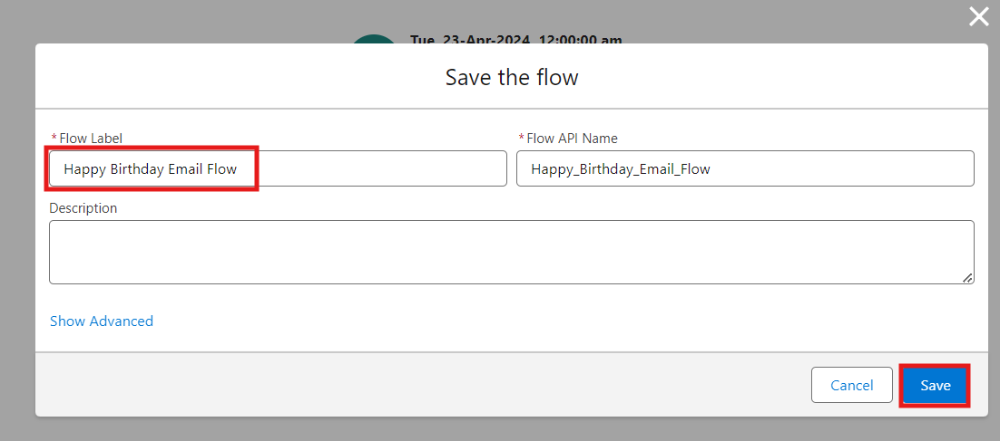 Tue, 23-Apr-2024, 12:00:00 am
Save the flow
*Flow Label
*Flow API Name
Happy Birthday Email Flow
Happy_Birthday_Email_Flow
Description
Show Advanced
Cancel
Save